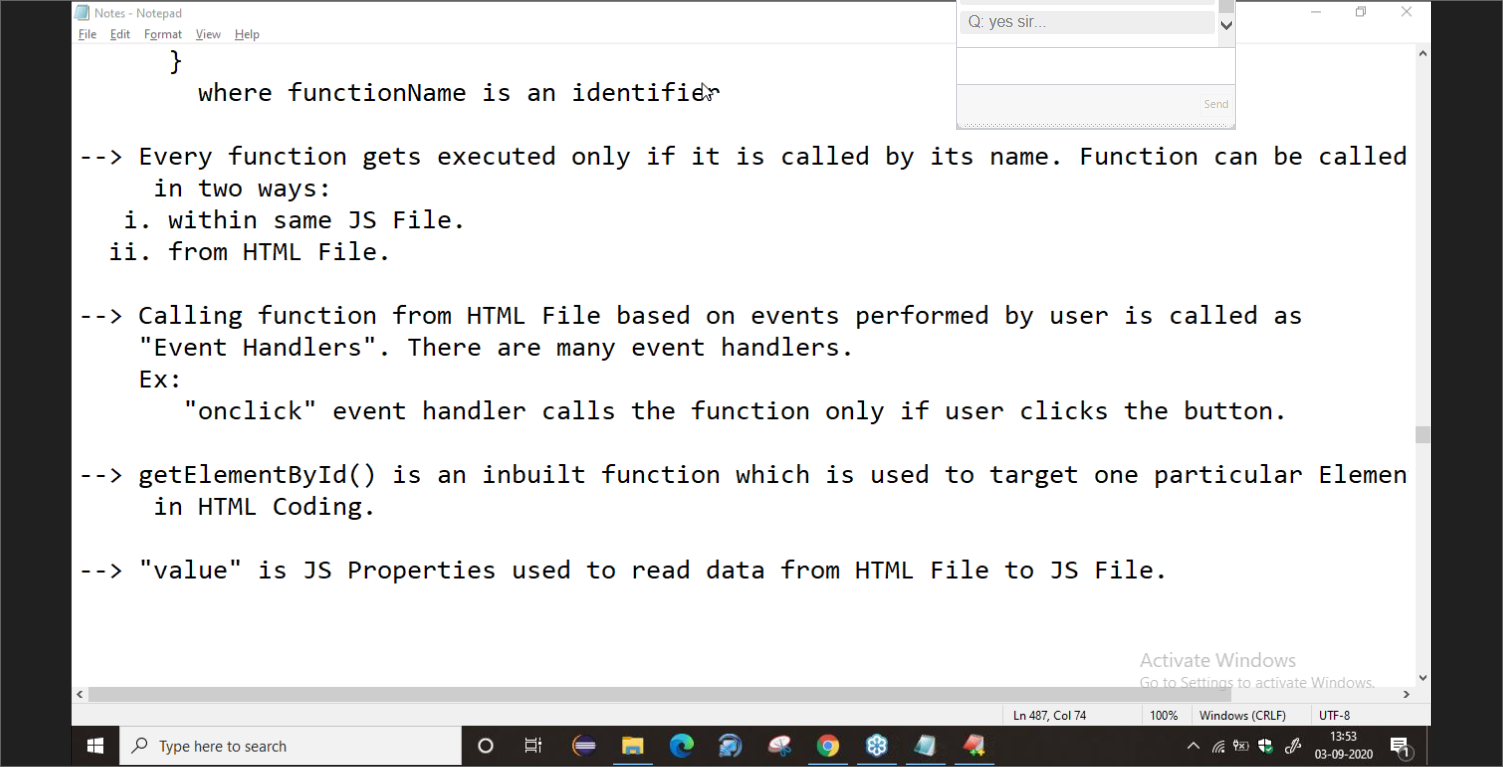 Notes - Notepad
Q: yes sir...
File Edit Format View Help
}
where functionName is an identifier
Send
--> Every function gets executed only if it is called by its name. Function can be called
in two ways:
i. within same JS File.
ii. from HTML File.
--> Calling function from HTML File based on events performed by user is called as
"Event Handlers". There are many event handlers.
Ex:
"onclick" event handler calls the function only if user clicks the button.
--> getElementById() is an inbuilt function which is used to target one particular Elemen
in HTML Coding.
--> "value" is JS Properties used to read data from HTML File to JS File.
Activate Windows
Go to Settings to activate Windows.
Ln 487, Col 74 100% Windows (CRLF) UTF-8
Type here to search
13:53
03-09-2020
1